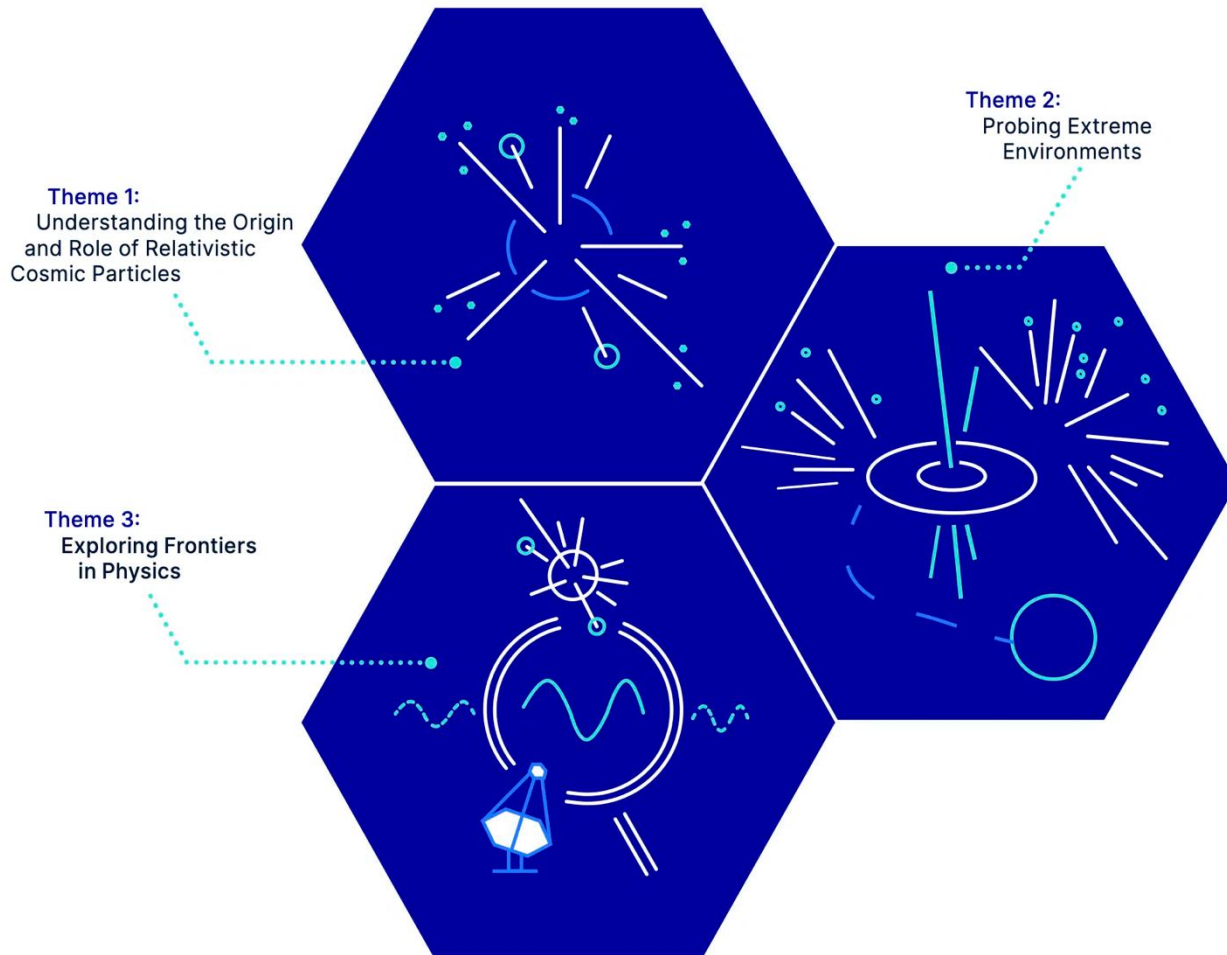 Theme 1:
Understanding the Origin
and Role of Relativistic
Cosmic Particles
Theme 2:
Probing Extreme
Environments
Theme 3:
Exploring Frontiers
in Physics